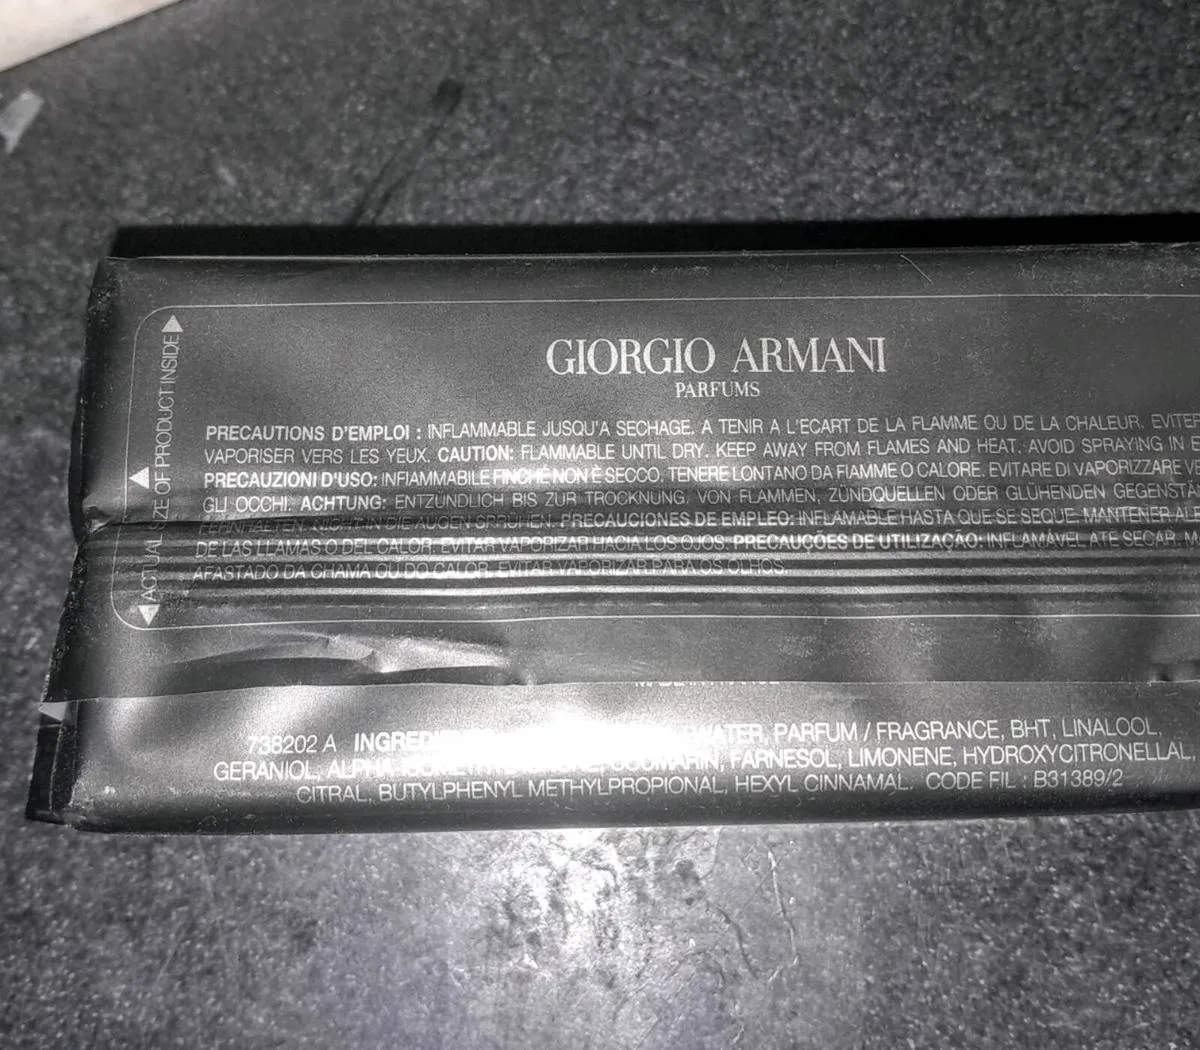 GIORGIO ARMANI
PARFUMS
ACTUAL SIZE OF PRODUCT INSIDE
PRECAUTIONS D'EMPLOI : INFLAMMABLE JUSQU'A SECHAGE. A TENIR A L'ECART DE LA FLAMME OU DE LA CHALEUR. EVITER
VAPORISER VERS LES YEUX. CAUTION: FLAMMABLE UNTIL DRY. KEEP AWAY FROM FLAMES AND HEAT. AVOID SPRAYING IN
PRECAUZIONI D'USO: INFIAMMABILE FINCHÉ NON È SECCO. TENERE LONTANO DA FIAMME O CALORE. EVITARE DI VAPORIZZARE
GLI OCCHI. ACHTUNG: ENTZÜNDLICH BIS ZUR TROCKNUNG. VON FLAMMEN, ZÜNDQUELLEN ODER GLÜHENDEN
NICHT IN DIE AUGEN SPRÜHEN. PRECAUCIONES DE EMPLEO: INFLAMABLE HASTA QUE SE SEQUE. MANTENER
DE LAS LLAMAS O DEL CALOR. EVITAR VAPORIZAR HACIA LOS OJOS. PRECAUÇÕES DE UTILIZAÇÃO: INFLAMÁVEL ATE SECAR.
AFASTADO DA CHAMA OU DO CALOR. EVITAR VAPORIZAR PARA OS OLHOS.
738202 A WATER, PARFUM / FRAGRANCE, BHT, LINALOOL,
GERANIOL, COUMARIN, FARNESOL, LIMONENE, HYDROXYCITRONELLAL,
CITRAL, BUTYLPHENYL METHYLPROPIONAL, HEXYL CINNAMAL. CODE F.I.L : B31389/2